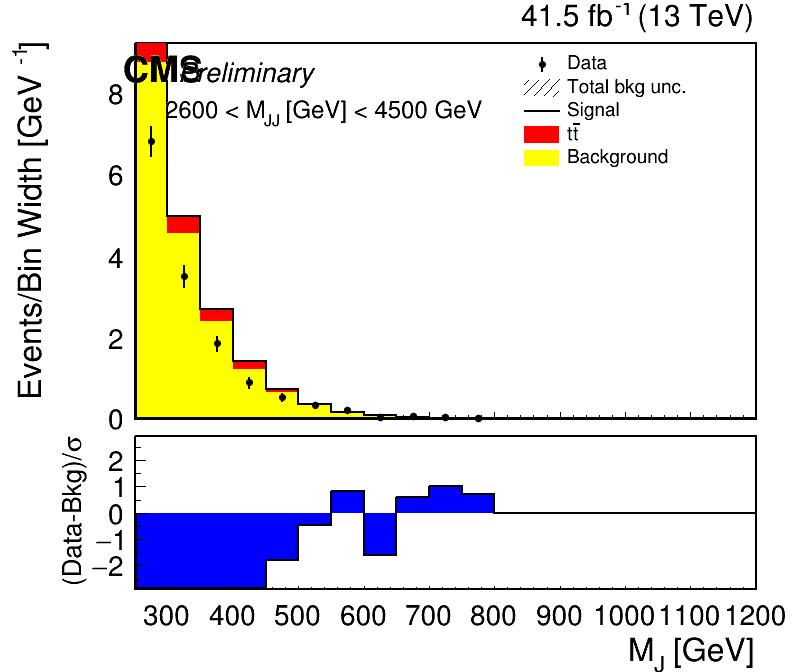 41.5 fb⁻¹ (13 TeV)
CMS Preliminary
2600 < M_JJ [GeV] < 4500 GeV
Data
Total bkg unc.
Signal
tt̄
Background
Events/Bin Width [GeV⁻¹]
8
6
4
2
0
(Data-Bkg)/σ
2
1
0
−1
−2
300 400 500 600 700 800 900 1000 1100 1200
M_J [GeV]